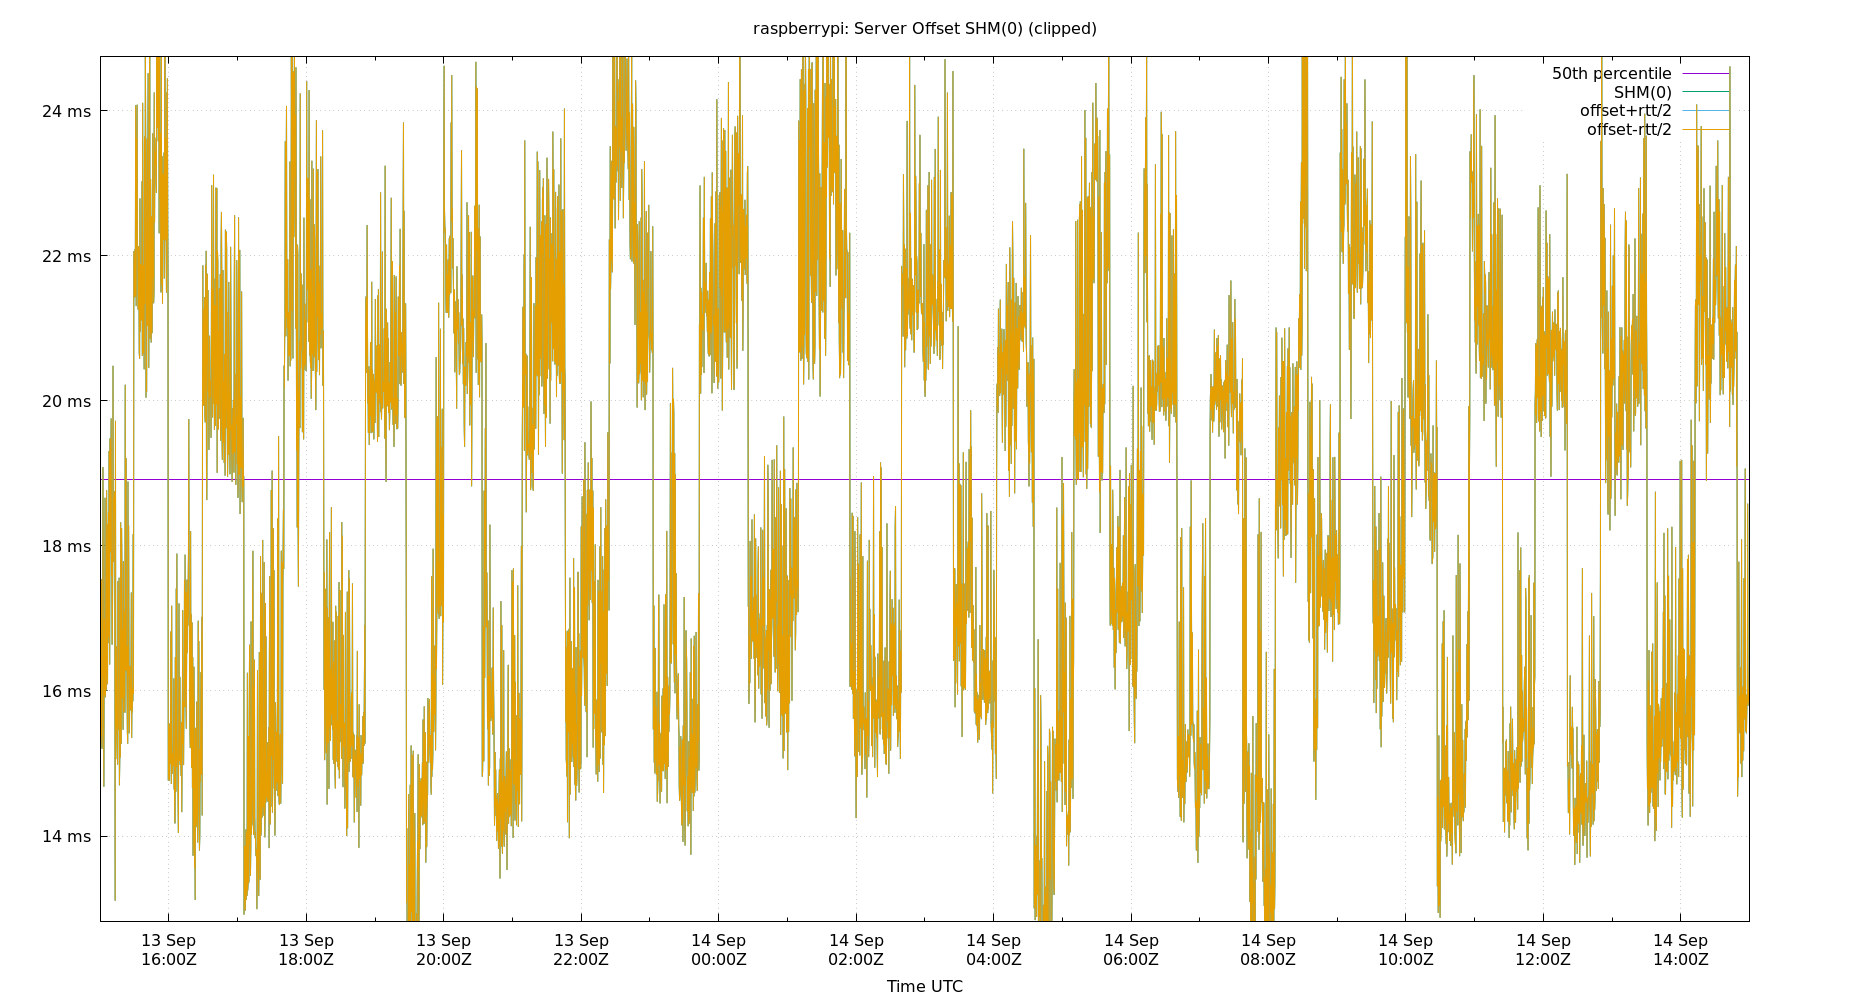 raspberrypi: Server Offset SHM(0) (clipped)
50th percentile
SHM(0)
offset+rtt/2
offset-rtt/2
24 ms
22 ms
20 ms
18 ms
16 ms
14 ms
13 Sep 13 Sep 13 Sep 13 Sep 14 Sep 14 Sep 14 Sep 14 Sep 14 Sep 14 Sep 14 Sep 14 Sep
16:00Z 18:00Z 20:00Z 22:00Z 00:00Z 02:00Z 04:00Z 06:00Z 08:00Z 10:00Z 12:00Z 14:00Z
Time UTC